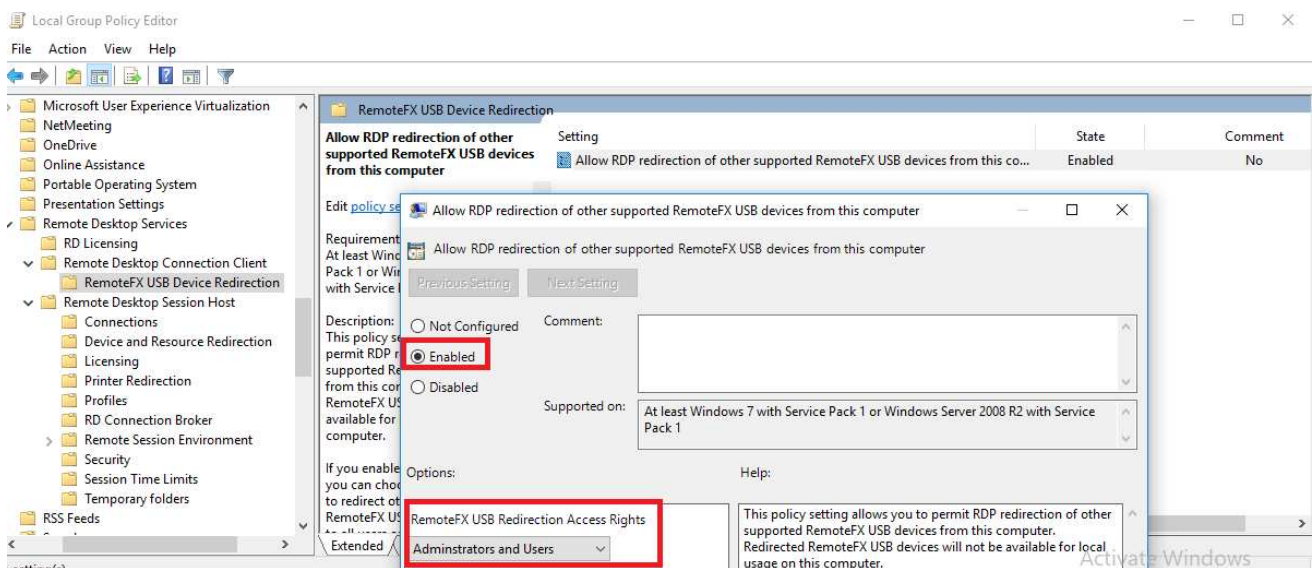 Local Group Policy Editor
File Action View Help
Microsoft User Experience Virtualization
NetMeeting
OneDrive
Online Assistance
Portable Operating System
Presentation Settings
Remote Desktop Services
RD Licensing
Remote Desktop Connection Client
RemoteFX USB Device Redirection
Remote Desktop Session Host
Connections
Device and Resource Redirection
Licensing
Printer Redirection
Profiles
RD Connection Broker
Remote Session Environment
Security
Session Time Limits
Temporary folders
RSS Feeds
RemoteFX USB Device Redirection
Allow RDP redirection of other
supported RemoteFX USB devices
from this computer
Edit policy se
Requirement
At least Wind
Pack 1 or Wir
with Service
Description:
This policy se
permit RDP r
supported Re
from this con
RemoteFX US
available for
computer.
If you enable
you can choo
to redirect ot
RemoteFX US
Extended
Setting State Comment
Allow RDP redirection of other supported RemoteFX USB devices from this co... Enabled No
Allow RDP redirection of other supported RemoteFX USB devices from this computer
Allow RDP redirection of other supported RemoteFX USB devices from this computer
Previous Setting Next Setting
Not Configured
Enabled
Disabled
Comment:
Supported on:
At least Windows 7 with Service Pack 1 or Windows Server 2008 R2 with Service
Pack 1
Options:
Help:
RemoteFX USB Redirection Access Rights
Adminstrators and Users
This policy setting allows you to permit RDP redirection of other
supported RemoteFX USB devices from this computer.
Redirected RemoteFX USB devices will not be available for local
usage on this computer.
Activate Windows